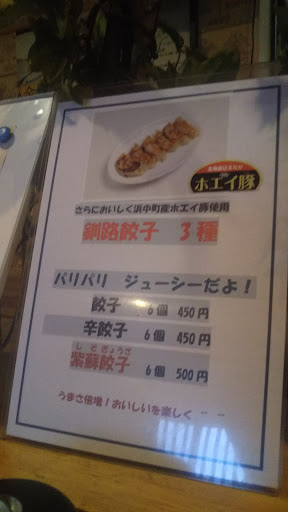 ホエイ豚
さらにおいしく浜中町産ホエイ豚使用
釧路餃子 3種
パリパリ ジューシーだよ!
餃子 6個 450円
辛餃子 6個 450円
しそぎょうざ
紫蘇餃子 6個 500円
うまさ倍増!おいしいを楽しく